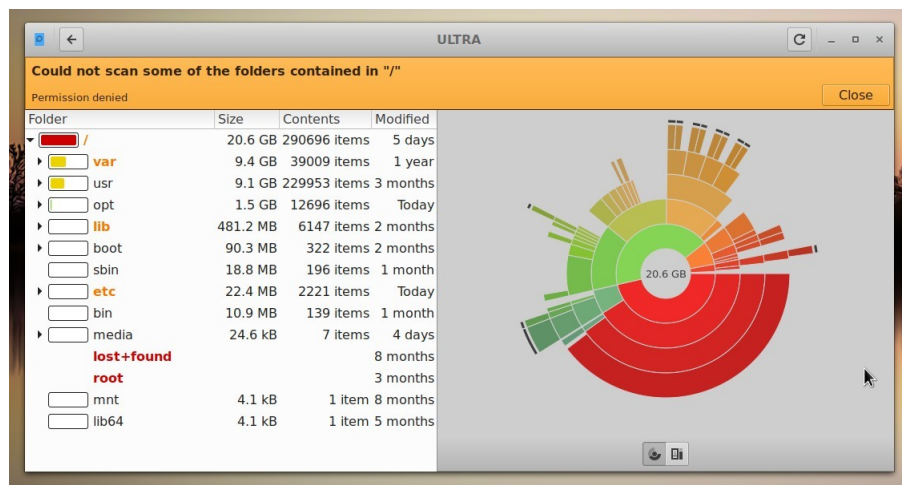 ULTRA
Could not scan some of the folders contained in "/"
Permission denied
Close
Folder Size Contents Modified
/ 20.6 GB 290696 items 5 days
var 9.4 GB 39009 items 1 year
usr 9.1 GB 229953 items 3 months
opt 1.5 GB 12696 items Today
lib 481.2 MB 6147 items 2 months
boot 90.3 MB 322 items 2 months
sbin 18.8 MB 196 items 1 month
etc 22.4 MB 2221 items Today
bin 10.9 MB 139 items 1 month
media 24.6 kB 7 items 4 days
lost+found 8 months
root 3 months
mnt 4.1 kB 1 item 8 months
lib64 4.1 kB 1 item 5 months
20.6 GB